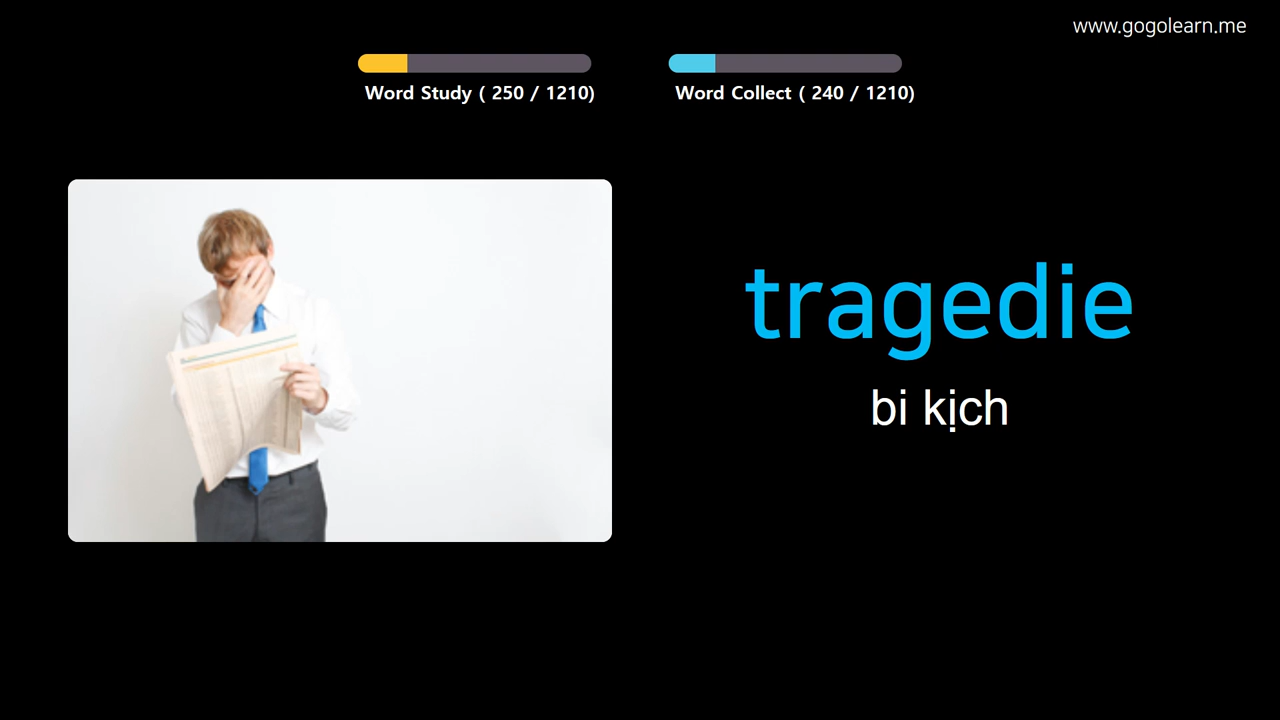 www.gogolearn.me
Word Study ( 250 / 1210)
Word Collect ( 240 / 1210)
tragedie
bi kịch